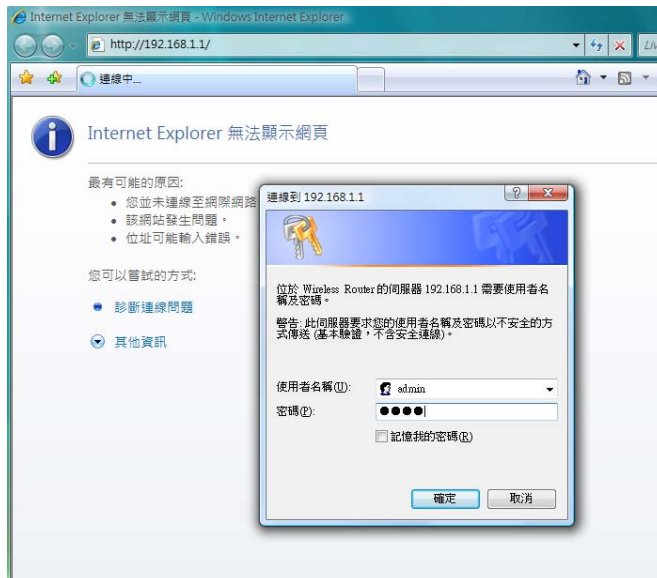 Internet Explorer 無法顯示網頁 - Windows Internet Explorer
http://192.168.1.1/
連線中...
Internet Explorer 無法顯示網頁
最有可能的原因:
您並未連線至網際網路
該網站發生問題。
位址可能輸入錯誤。
您可以嘗試的方式:
診斷連線問題
其他資訊
連線到 192.168.1.1
位於 Wireless Router 的伺服器 192.168.1.1 需要使用者名
稱及密碼。
警告: 此伺服器要求您的使用者名稱及密碼以不安全的方
式傳送 (基本驗證，不含安全連線)。
使用者名稱(U):
admin
密碼(P):
●●●●
記憶我的密碼(R)
確定
取消